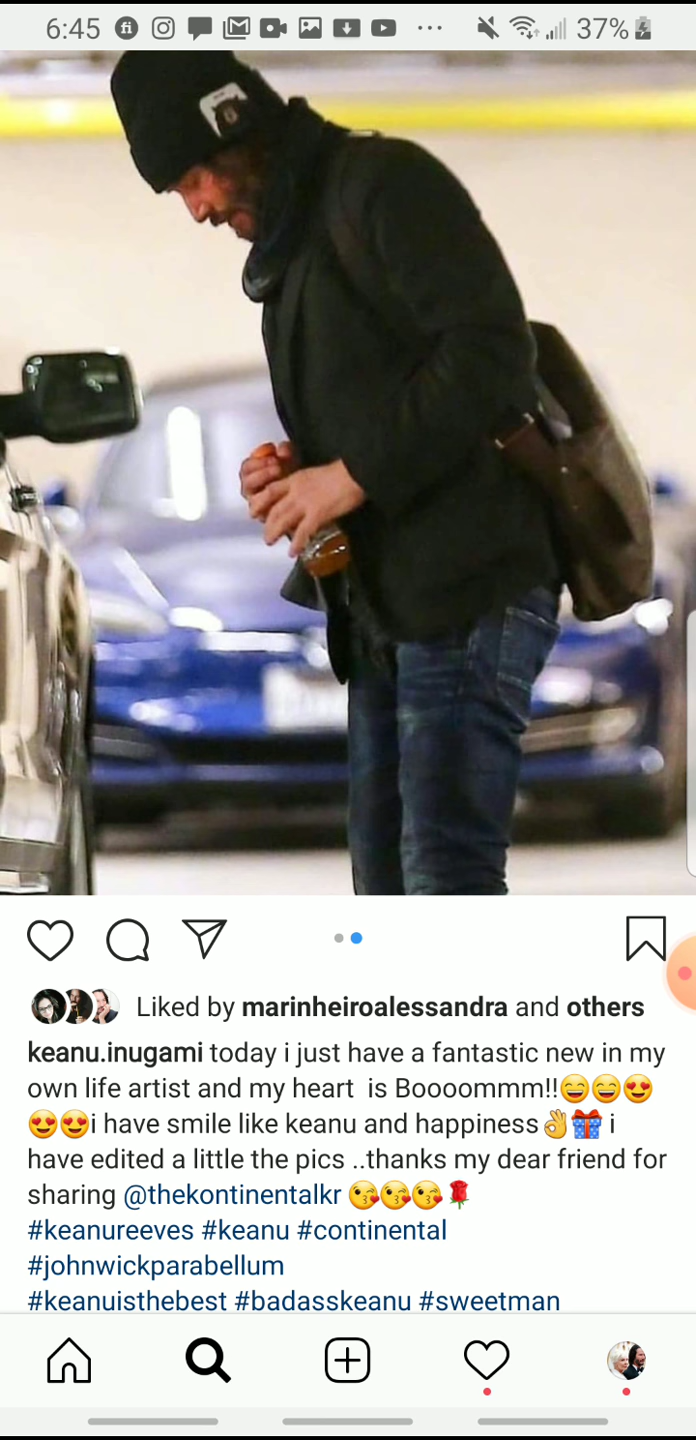 6:45 37%
Liked by marinheiroalessandra and others
keanu.inugami today i just have a fantastic new in my
own life artist and my heart  is Boooommm!!😄😄😍
😍😍i have smile like keanu and happiness👌🎁 i
have edited a little the pics ..thanks my dear friend for
sharing @thekontinentalkr 😘😘😘🌹
#keanureeves #keanu #continental
#johnwickparabellum
#keanuisthebest #badasskeanu #sweetman